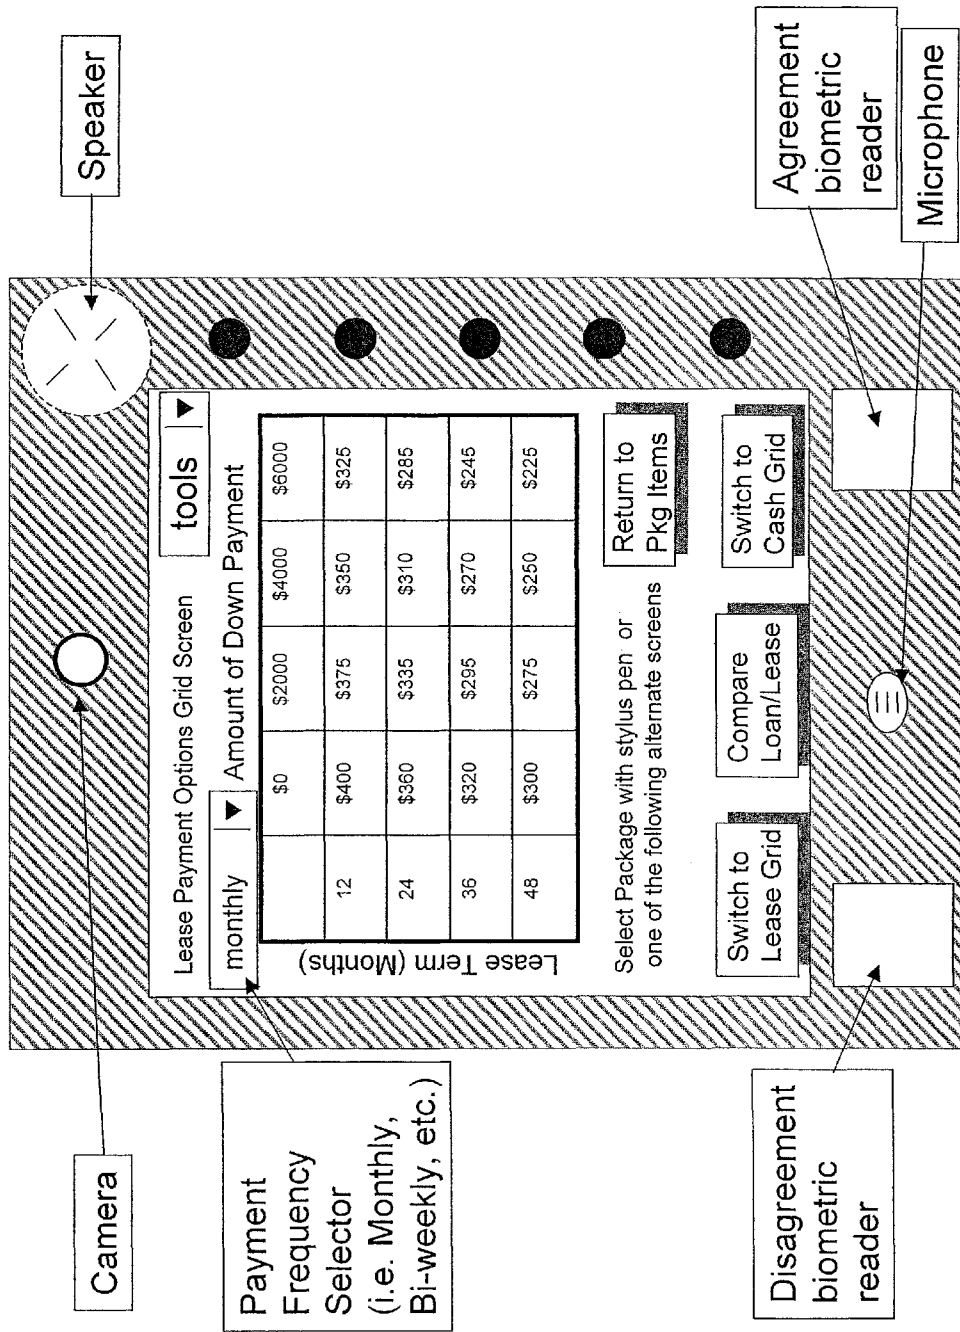 Camera
Speaker
Payment
Frequency
Selector
(i.e. Monthly,
Bi-weekly, etc.)
Lease Payment Options Grid Screen
tools
monthly
Amount of Down Payment
Lease Term (Months)
$0 $2000 $4000 $6000
12 $400 $375 $350 $325
24 $360 $335 $310 $285
36 $320 $295 $270 $245
48 $300 $275 $250 $225
Select Package with stylus pen or
one of the following alternate screens
Return to
Pkg Items
Switch to
Lease Grid
Compare
Loan/Lease
Switch to
Cash Grid
Disagreement
biometric
reader
Agreement
biometric
reader
Microphone